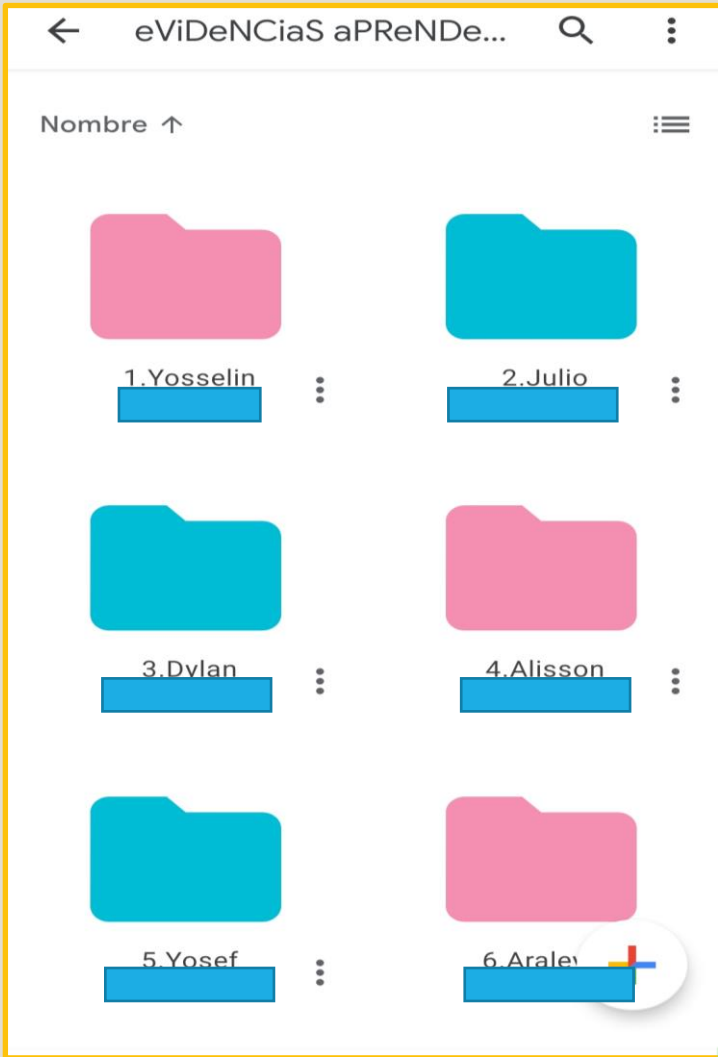 eViDeNCiaS aPReNDe...
Nombre ↑
1.Yosselin
2.Julio
3.Dylan
4.Alisson
5.Yosef